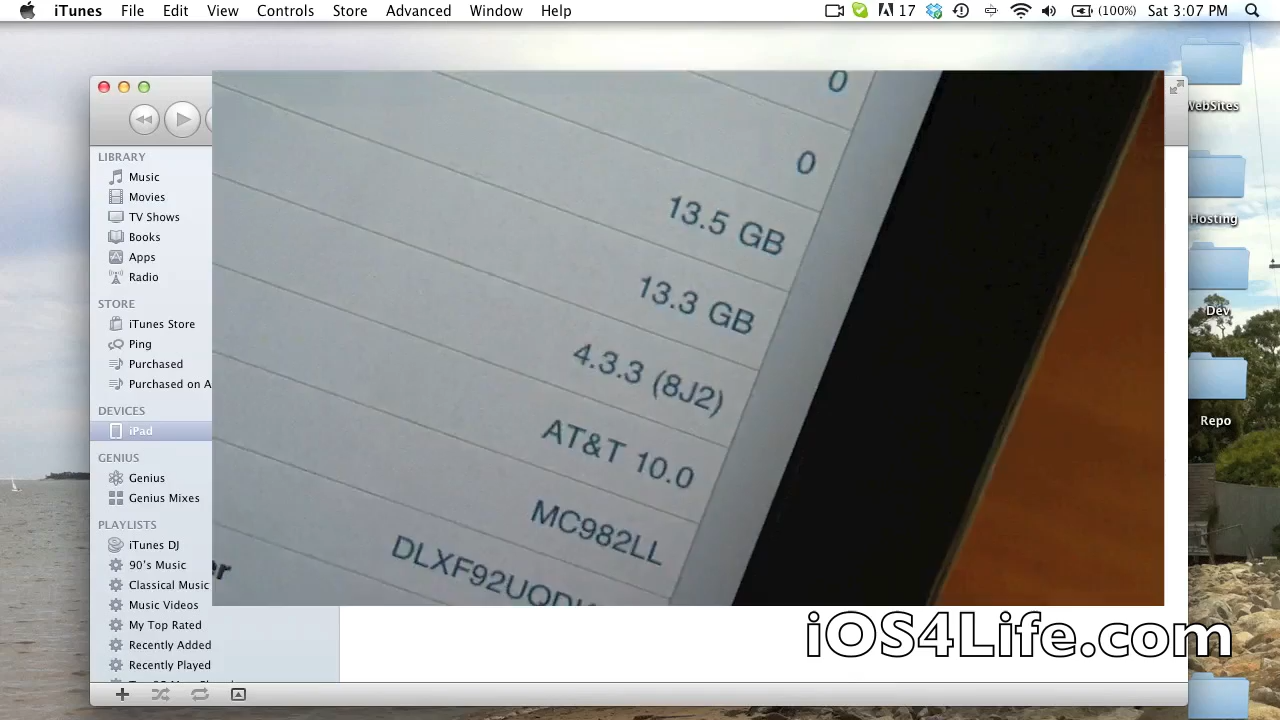 iTunes File Edit View Controls Store Advanced Window Help 17 (100%) Sat 3:07 PM
WebSites
Hosting
Dev
Repo
LIBRARY
Music
Movies
TV Shows
Books
Apps
Radio
STORE
iTunes Store
Ping
Purchased
Purchased on A
DEVICES
iPad
GENIUS
Genius
Genius Mixes
PLAYLISTS
iTunes DJ
90's Music
Classical Music
Music Videos
My Top Rated
Recently Added
Recently Played
0
0
13.5 GB
13.3 GB
4.3.3 (8J2)
AT&T 10.0
MC982LL
er
iOS4Life.com